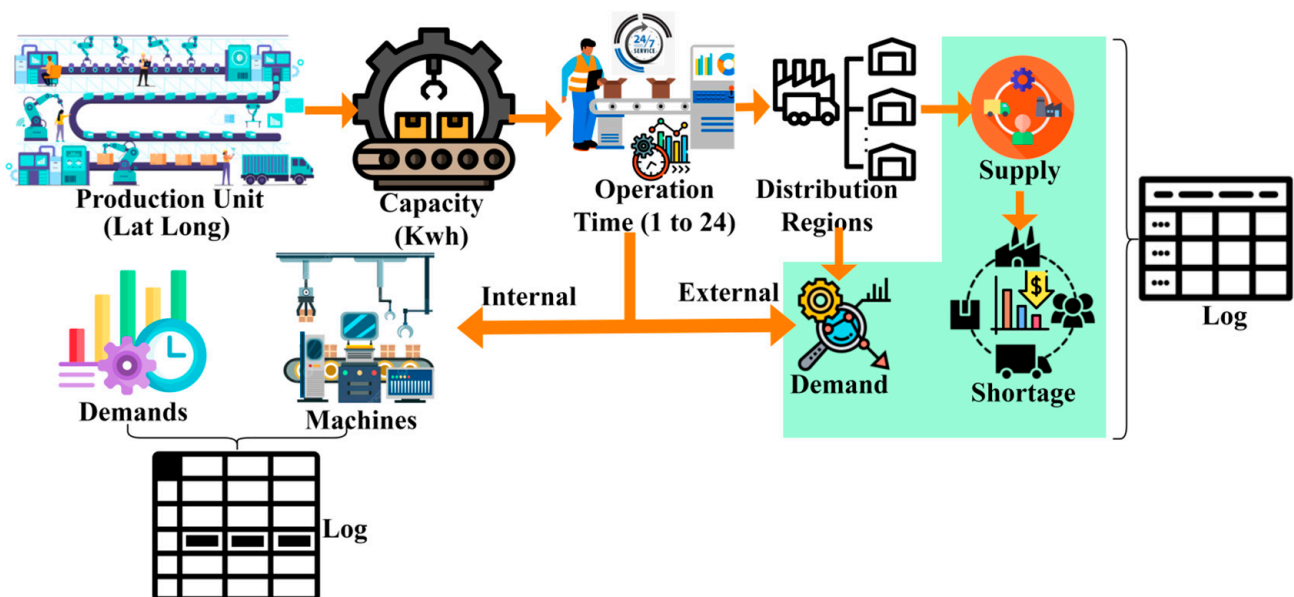 24/7
SERVICE
Production Unit
(Lat Long)
Capacity
(Kwh)
Operation
Time (1 to 24)
Distribution
Regions
Supply
Internal
External
$
Demands
Machines
Demand
Shortage
Log
Log